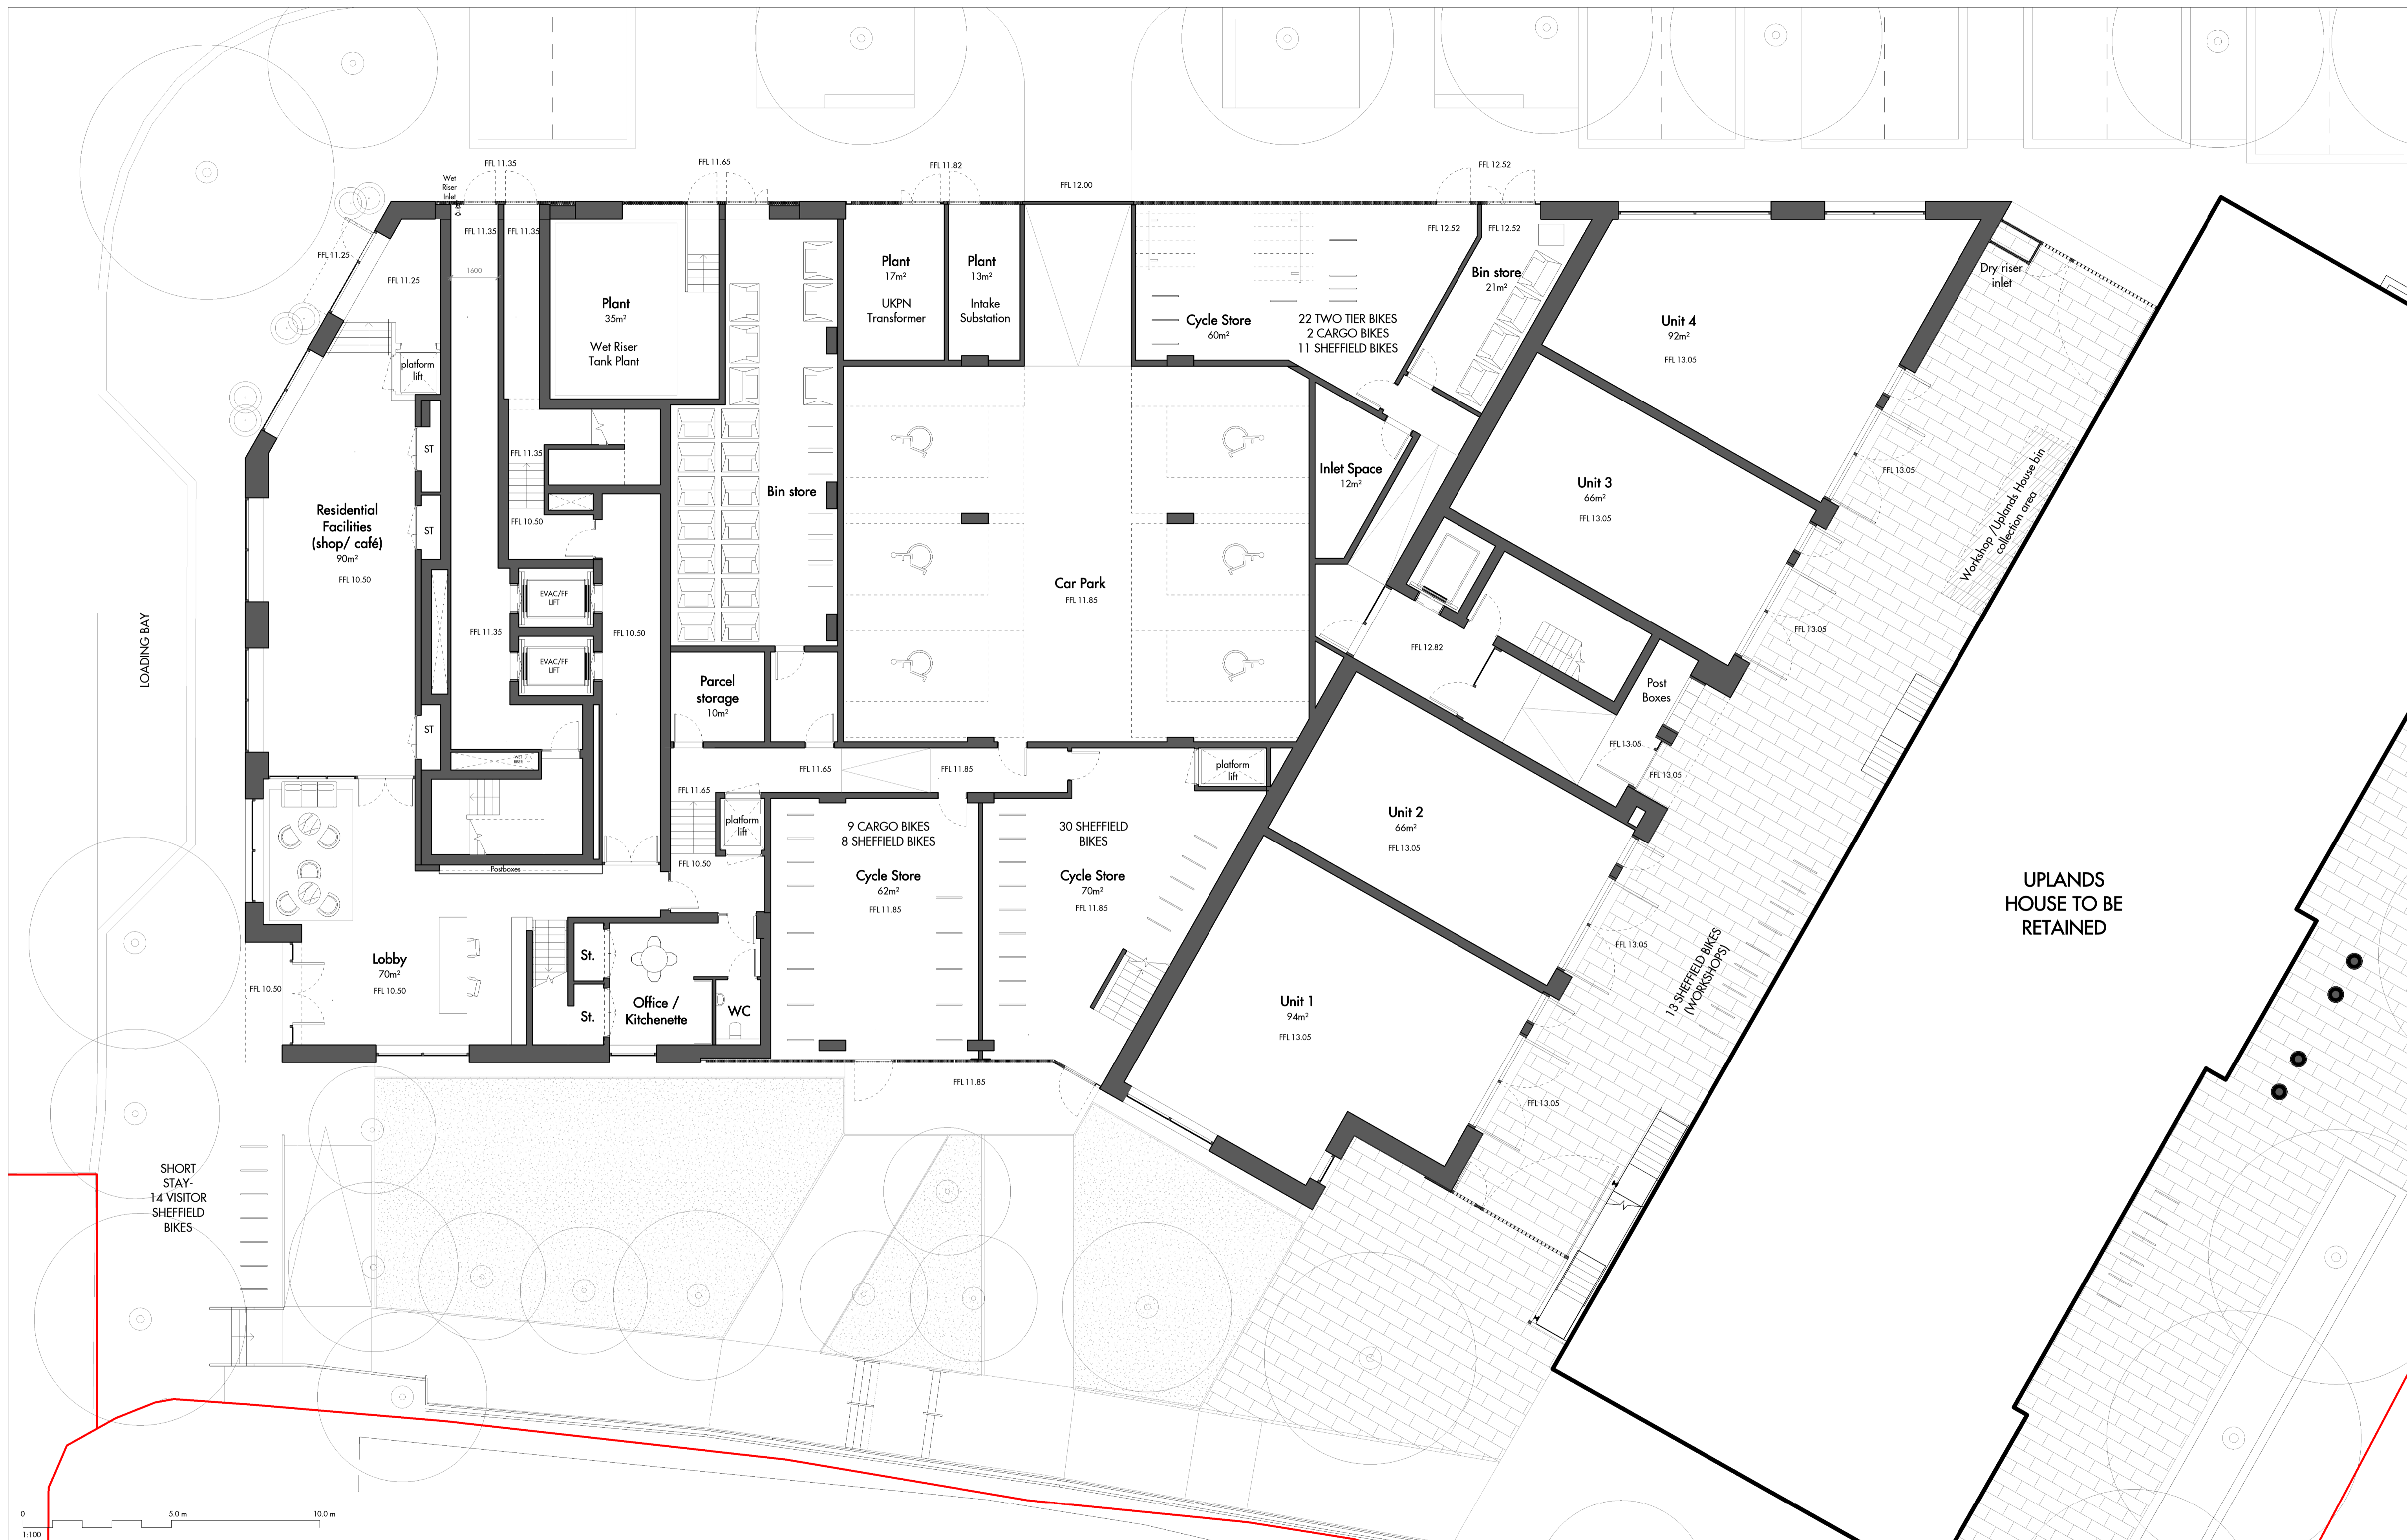 FFL 11.35
FFL 11.65
FFL 11.82
FFL 12.00
FFL 12.52
Wet
Riser
Inlet
FFL 11.35
FFL 11.35
FFL 12.52
FFL 12.52
FFL 11.25
FFL 11.25
1600
Plant
35m²
Wet Riser
Tank Plant
Plant
17m²
UKPN
Transformer
Plant
13m²
Intake
Substation
Cycle Store
60m²
22 TWO TIER BIKES
2 CARGO BIKES
11 SHEFFIELD BIKES
Bin store
21m²
Unit 4
92m²
FFL 13.05
Dry riser
inlet
platform
lift
ST
FFL 11.35
ST
FFL 10.50
Bin store
Inlet Space
12m²
Unit 3
66m²
FFL 13.05
FFL 13.05
Workshop /Uplands House bin
collection area
Residential
Facilities
(shop/ café)
90m²
FFL 10.50
LOADING BAY
EVAC/FF
LIFT
FFL 11.35
FFL 10.50
EVAC/FF
LIFT
Car Park
FFL 11.85
FFL 12.82
FFL 13.05
Parcel
storage
10m²
Post
Boxes
ST
WET
RISER
FFL 11.65
FFL 11.85
platform
lift
FFL 13.05
FFL 13.05
FFL 11.65
platform
lift
FFL 10.50
Postboxes
9 CARGO BIKES
8 SHEFFIELD BIKES
Cycle Store
62m²
FFL 11.85
30 SHEFFIELD
BIKES
Cycle Store
70m²
FFL 11.85
Unit 2
66m²
FFL 13.05
UPLANDS
HOUSE TO BE
RETAINED
FFL 13.05
13 SHEFFIELD BIKES
(WORKSHOPS)
Lobby
70m²
FFL 10.50
FFL 10.50
St.
St.
Office /
Kitchenette
WC
Unit 1
94m²
FFL 13.05
FFL 11.85
FFL 13.05
SHORT
STAY-
14 VISITOR
SHEFFIELD
BIKES
0
5.0 m
10.0 m
1:100